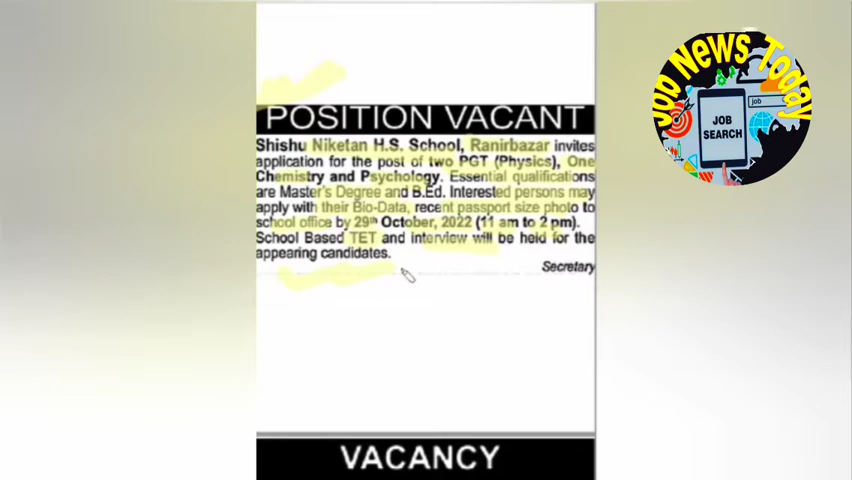 POSITION VACANT
Shishu Niketan H.S. School, Ranirbazar invites
application for the post of two PGT (Physics), One
Chemistry and Psychology. Essential qualifications
are Master's Degree and B.Ed. Interested persons may
apply with their Bio-Data, recent passport size photo to
school office by 29th October, 2022 (11 am to 2 pm).
School Based TET and interview will be held for the
appearing candidates.
Secretary
VACANCY
Job News Today
job
JOB
SEARCH